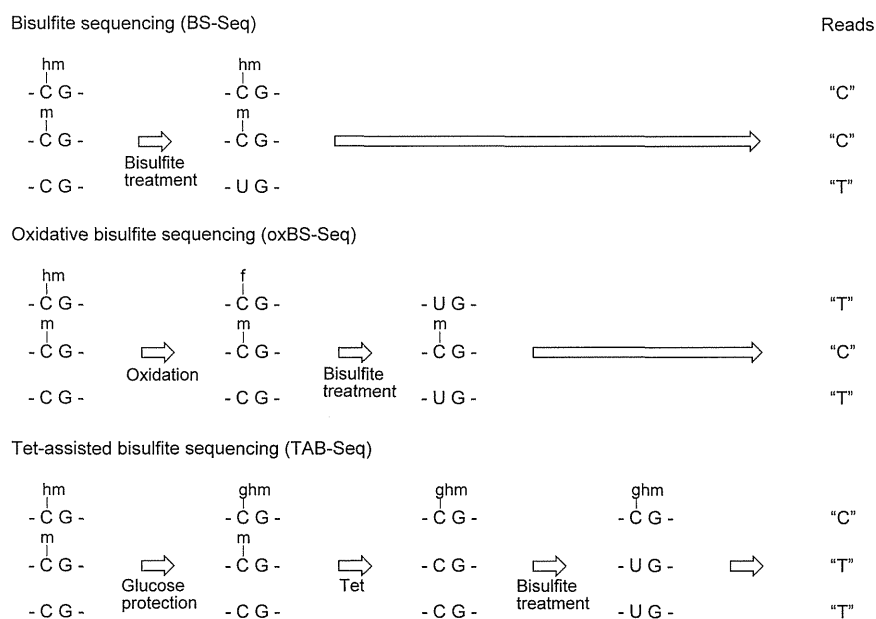 Bisulfite sequencing (BS-Seq) Reads
hm hm
- C G - - C G - “C”
m m
- C G - - C G - “C”
Bisulfite
treatment
- C G - - U G - “T”
Oxidative bisulfite sequencing (oxBS-Seq)
hm f
- C G - - C G - - U G - “T”
m m m
- C G - - C G - - C G - “C”
Oxidation Bisulfite
treatment
- C G - - C G - - U G - “T”
Tet-assisted bisulfite sequencing (TAB-Seq)
hm ghm ghm ghm
- C G - - C G - - C G - - C G - “C”
m m
- C G - - C G - - C G - - U G - “T”
Glucose Tet Bisulfite
protection treatment
- C G - - C G - - C G - - U G - “T”